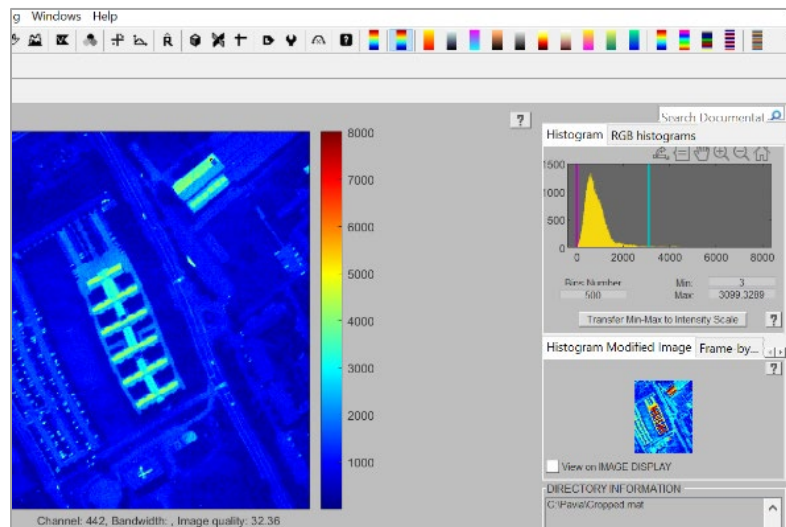 g Windows Help
?
?
Search Documentat
Histogram RGB histograms
1500
1000
500
0
0 2000 4000 6000 8000
Bins Number Min: 3
500 Max: 3099.3289
Transfer Min-Max to Intensity Scale ?
Histogram Modified Image Frame-by...
?
View on IMAGE DISPLAY
DIRECTORY INFORMATION
C:\Pavia\Cropped.mat
8000
7000
6000
5000
4000
3000
2000
1000
Channel: 442, Bandwidth: , Image quality: 32.36